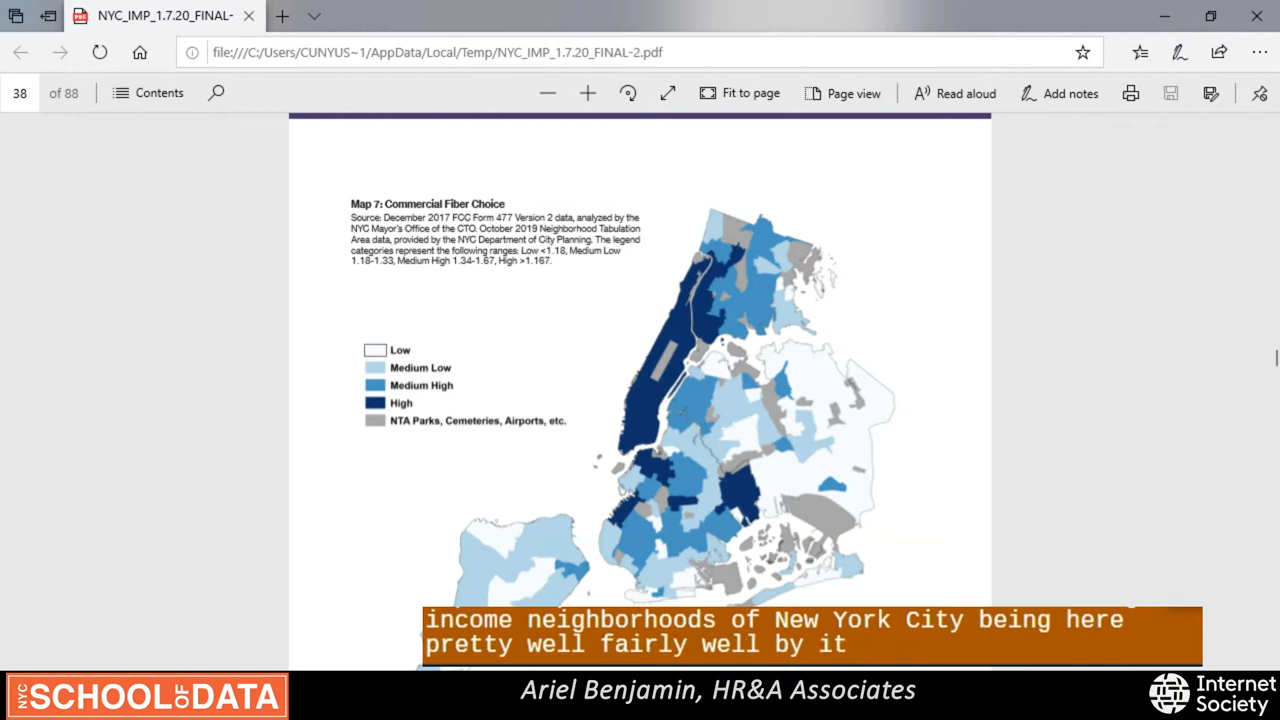 NYC_IMP_1.7.20_FINAL-
file:///C:/Users/CUNYUS~1/AppData/Local/Temp/NYC_IMP_1.7.20_FINAL-2.pdf
38 of 88
Contents
Fit to page
Page view
Read aloud
Add notes
Map 7: Commercial Fiber Choice
Source: December 2017 FCC Form 477 Version 2 data, analyzed by the
NYC Mayor's Office of the CTO. October 2019 Neighborhood Tabulation
Area data, provided by the NYC Department of City Planning. The legend
categories represent the following ranges: Low <1.18, Medium Low
1.18-1.33, Medium High 1.34-1.67, High >1.167.
Low
Medium Low
Medium High
High
NTA Parks, Cemeteries, Airports, etc.
income neighborhoods of New York City being here
pretty well fairly well by it
NYC SCHOOL OF DATA
Ariel Benjamin, HR&A Associates
Internet
Society